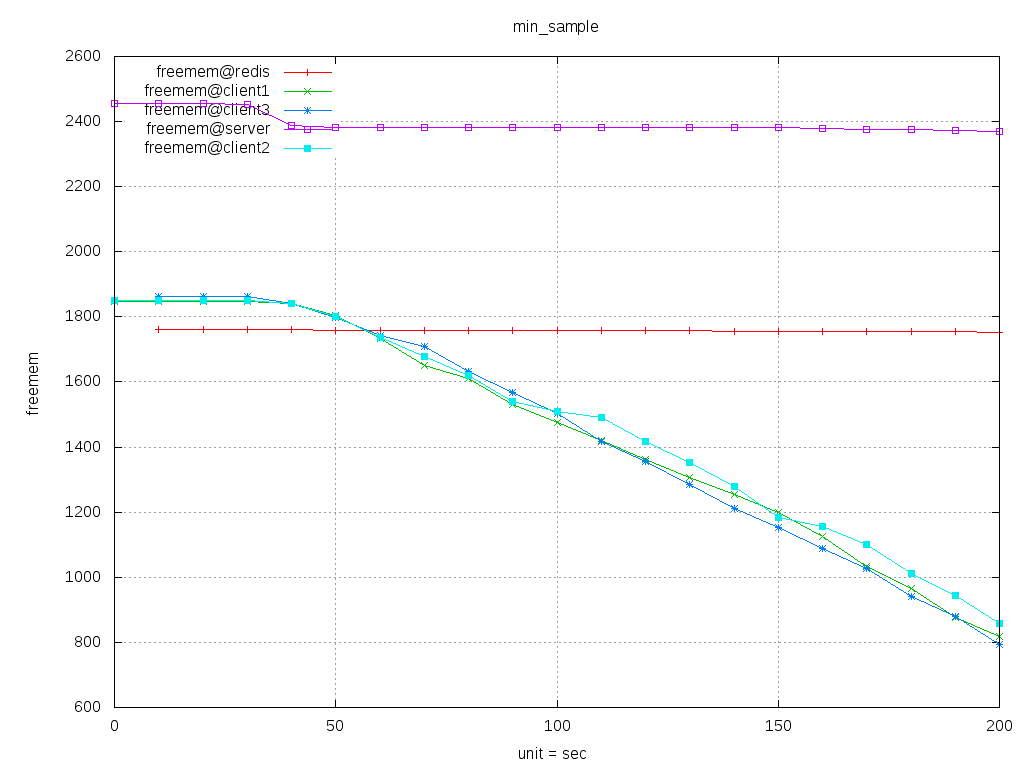 min_sample
2600
2400
2200
2000
1800
1600
1400
1200
1000
800
600
freemem
freemem@redis
freemem@client1
freemem@client3
freemem@server
freemem@client2
0 50 100 150 200
unit = sec